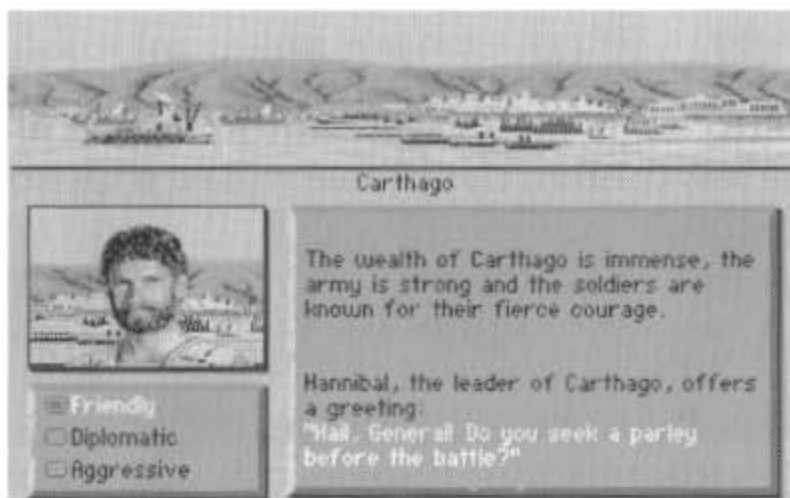 Carthago
The wealth of Carthago is immense, the
army is strong and the soldiers are
known for their fierce courage.
Hannibal, the leader of Carthago, offers
a greeting:
"Hail, General! Do you seek a parley
before the battle?"
Friendly
Diplomatic
Aggressive